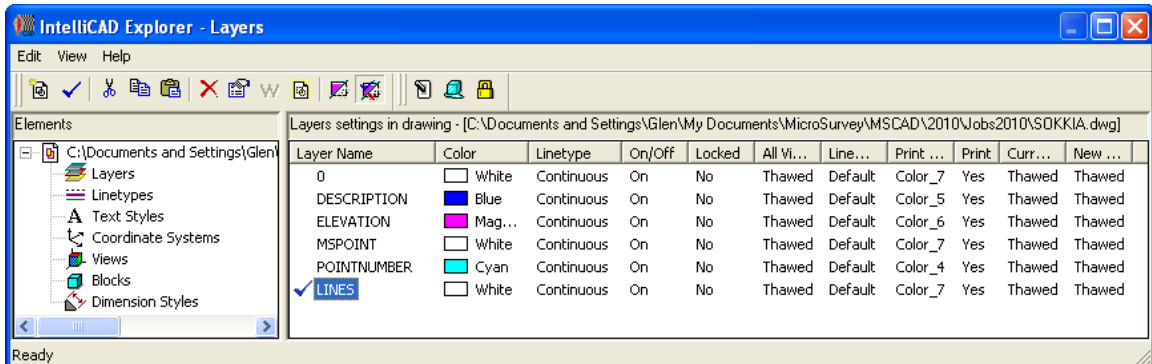 IntelliCAD Explorer - Layers
Edit View Help
Elements
Layers settings in drawing - [C:\Documents and Settings\Glen\My Documents\MicroSurvey\MSCAD\2010\Jobs2010\SOKKIA.dwg]
C:\Documents and Settings\Glen\
Layers
Linetypes
A Text Styles
Coordinate Systems
Views
Blocks
Dimension Styles
Layer Name Color Linetype On/Off Locked All Vi... Line... Print ... Print Curr... New ...
0 White Continuous On No Thawed Default Color_7 Yes Thawed Thawed
DESCRIPTION Blue Continuous On No Thawed Default Color_5 Yes Thawed Thawed
ELEVATION Mag... Continuous On No Thawed Default Color_6 Yes Thawed Thawed
MSPOINT White Continuous On No Thawed Default Color_7 Yes Thawed Thawed
POINTNUMBER Cyan Continuous On No Thawed Default Color_4 Yes Thawed Thawed
LINES White Continuous On No Thawed Default Color_7 Yes Thawed Thawed
Ready